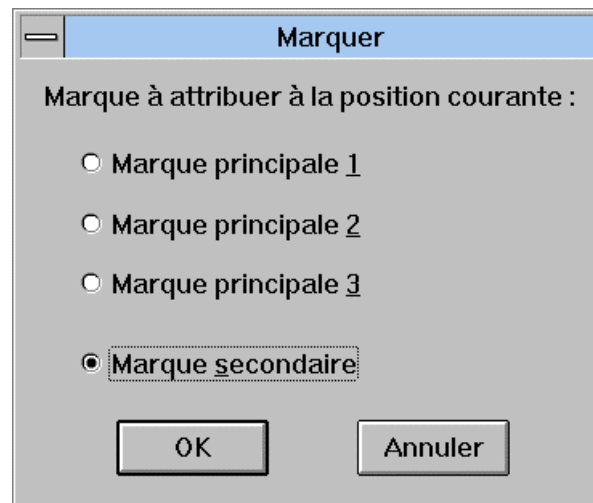 Marquer
Marque à attribuer à la position courante :
Marque principale 1
Marque principale 2
Marque principale 3
Marque secondaire
OK
Annuler